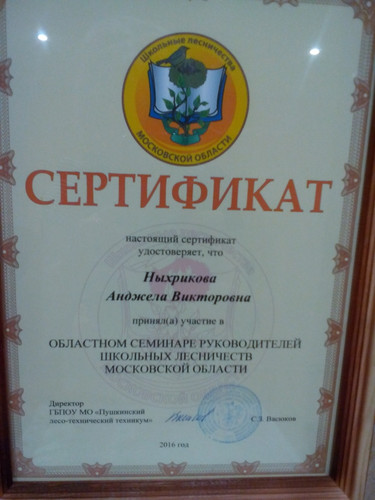 Школьные лесничества
МОСКОВСКОЙ ОБЛАСТИ
СЕРТИФИКАТ
настоящий сертификат
удостоверяет, что
Ныхрикова
Анджела Викторовна
принял(а) участие в
ОБЛАСТНОМ СЕМИНАРЕ РУКОВОДИТЕЛЕЙ
ШКОЛЬНЫХ ЛЕСНИЧЕСТВ
МОСКОВСКОЙ ОБЛАСТИ
Директор
ГБПОУ МО «Пушкинский
лесо-технический техникум»
С.З.
2016 год